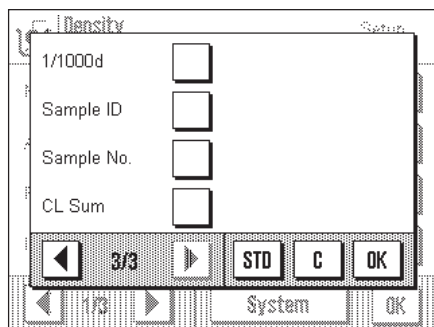 Density Setup
1/1000d
Sample ID
Sample No.
CL Sum
3/3 STD C OK
1/3 System OK